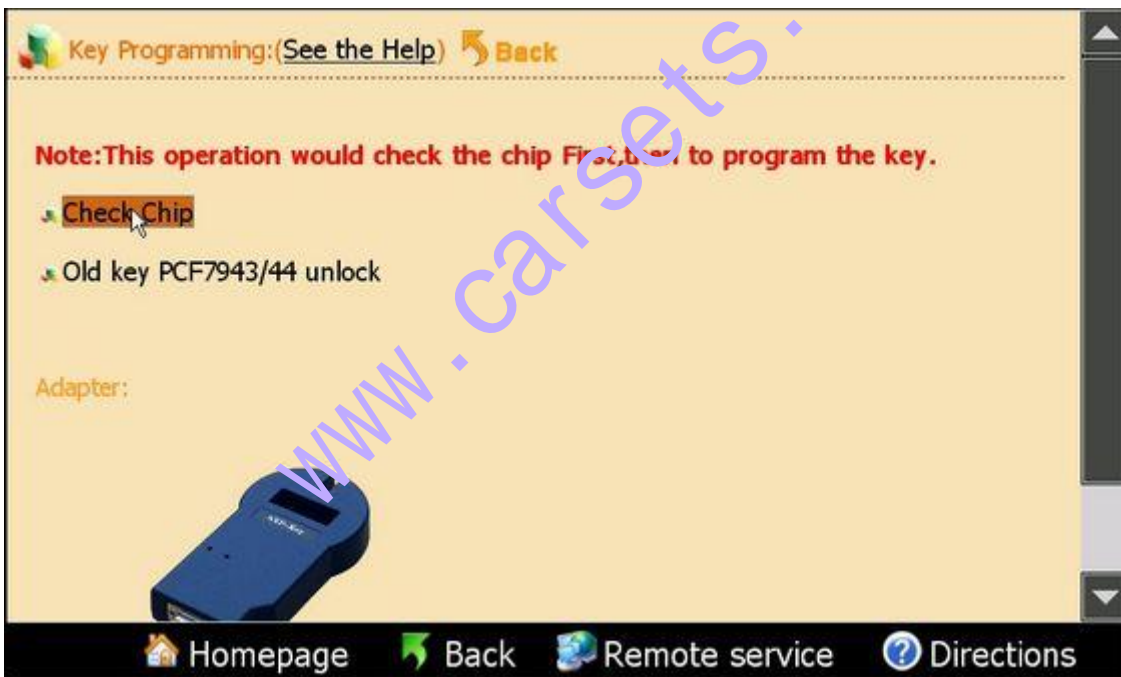 Key Programming:(See the Help) Back
Note:This operation would check the chip First,then to program the key.
Check Chip
Old key PCF7943/44 unlock
Adapter:
www.carsets.
Homepage Back Remote service Directions